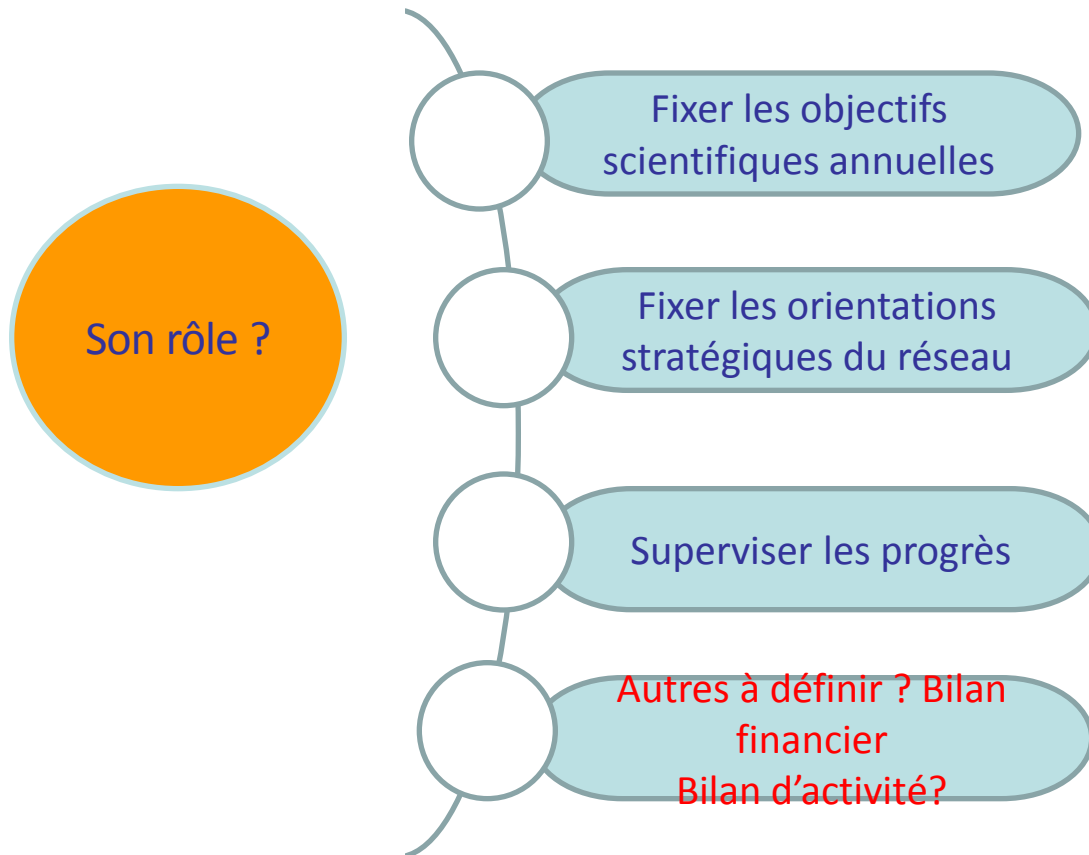 Fixer les objectifs
scientifiques annuelles
Son rôle ?
Fixer les orientations
stratégiques du réseau
Superviser les progrès
Autres à définir ? Bilan
financier
Bilan d’activité?